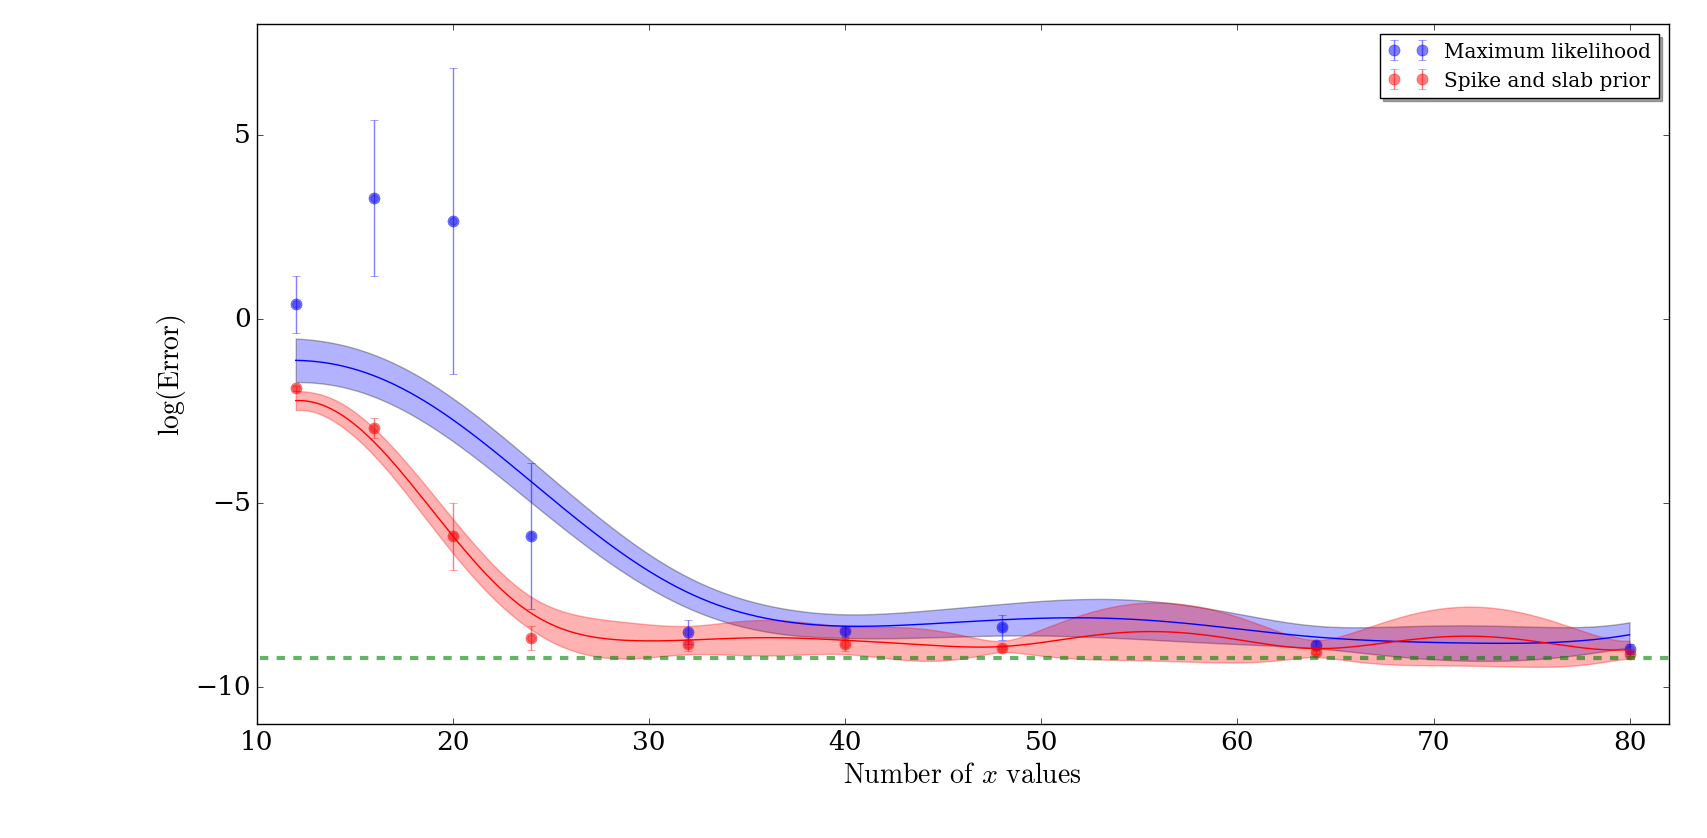 Maximum likelihood
Spike and slab prior
5
0
−5
−10
log(Error)
10 20 30 40 50 60 70 80
Number of x values